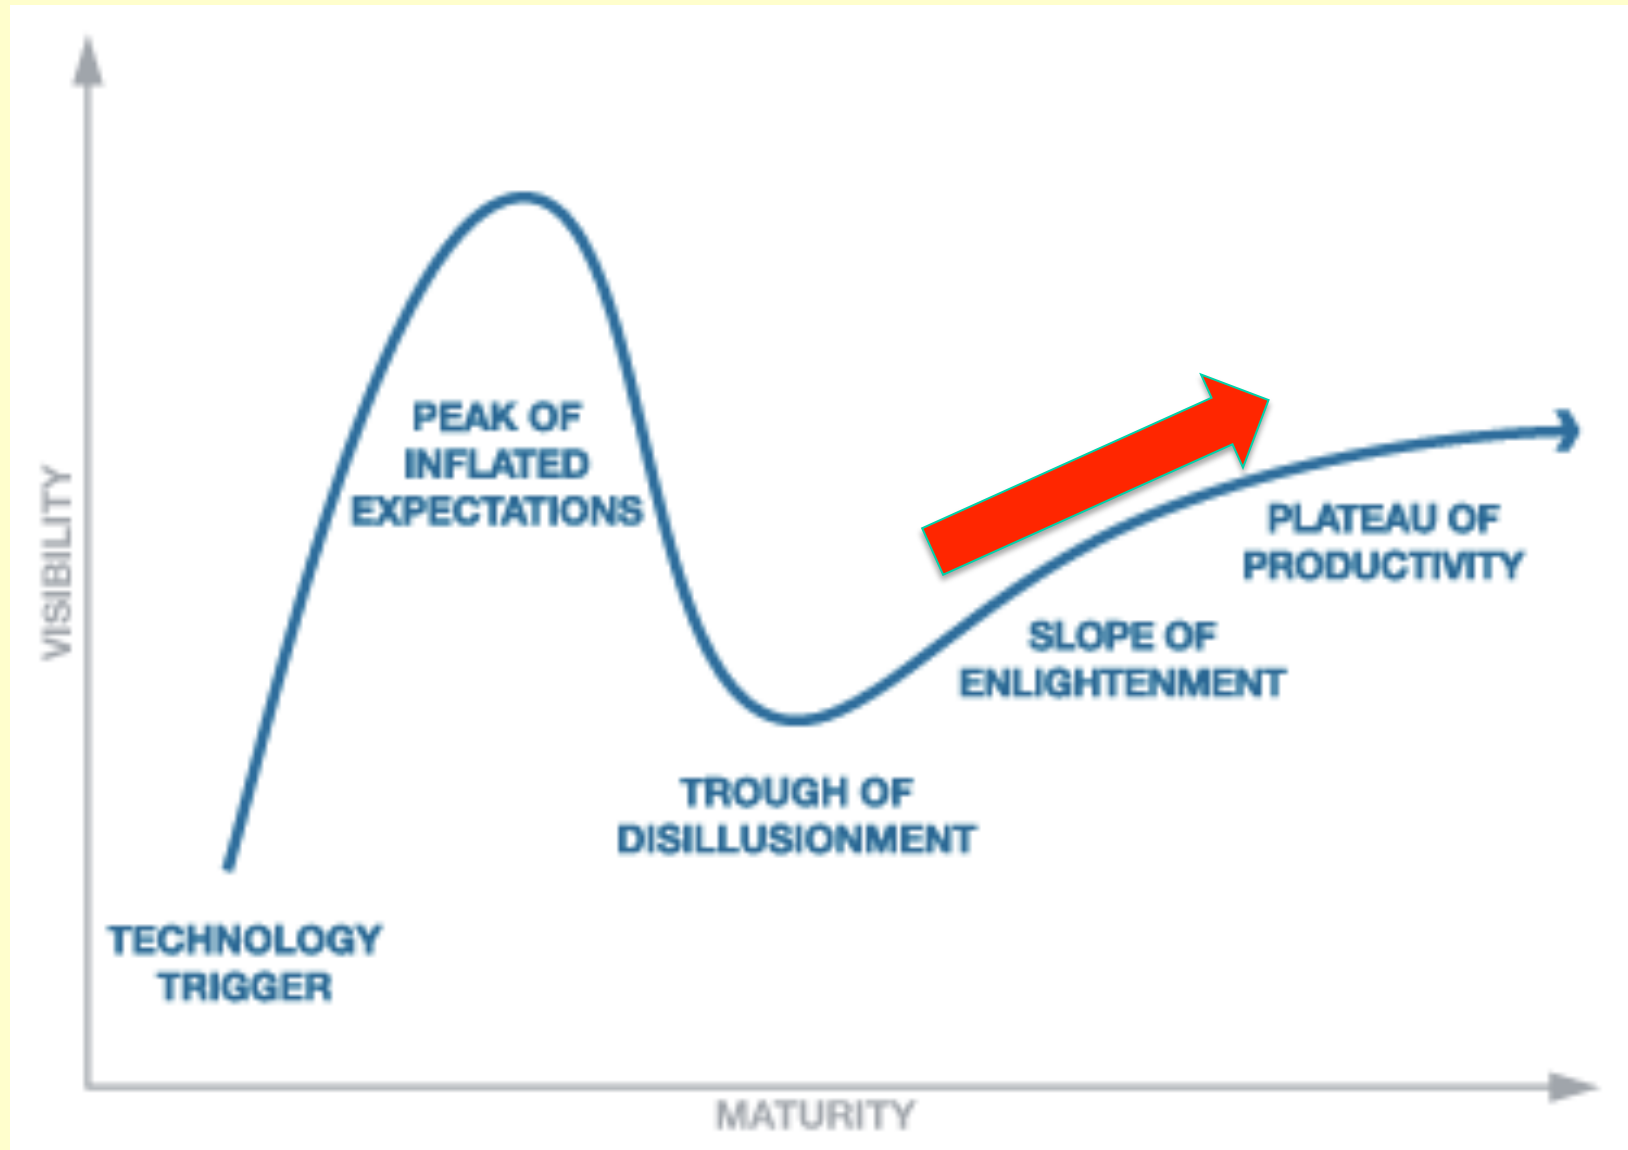 PEAK OF
INFLATED
EXPECTATIONS
VISIBILITY
PLATEAU OF
PRODUCTIVITY
SLOPE OF
ENLIGHTENMENT
TROUGH OF
DISILLUSIONMENT
TECHNOLOGY
TRIGGER
MATURITY